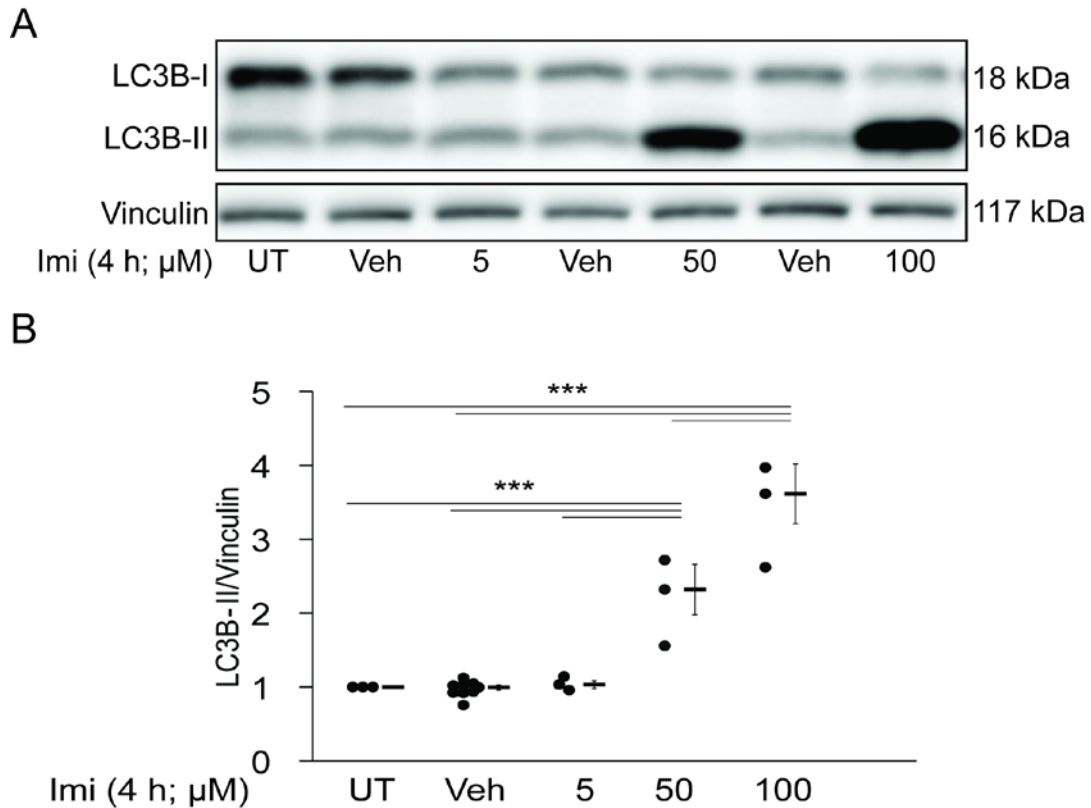 A
LC3B-I 18 kDa
LC3B-II 16 kDa
Vinculin 117 kDa
Imi (4 h; µM) UT Veh 5 Veh 50 Veh 100
B
5
***
4
***
3
2
1
0
LC3B-II/Vinculin
Imi (4 h; µM) UT Veh 5 50 100